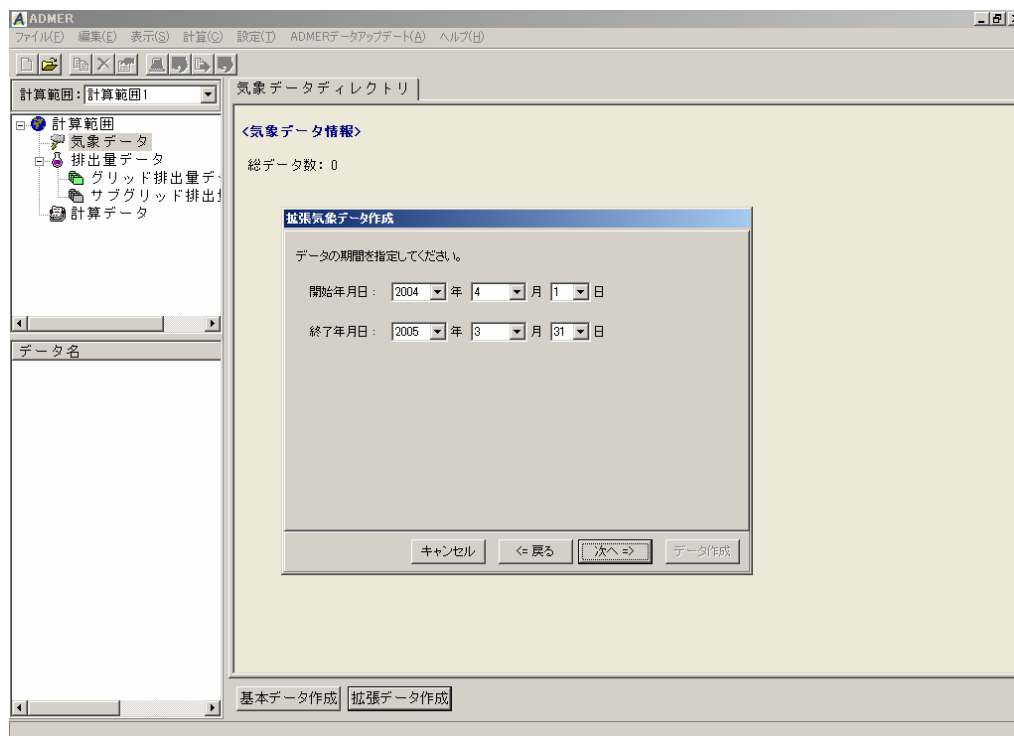 ADMER
ファイル(F) 編集(E) 表示(S) 計算(C) 設定(T) ADMERデータアップデート(A) ヘルプ(H)
計算範囲: 計算範囲1
気象データディレクトリ
計算範囲
気象データ
排出量データ
グリッド排出量デ
サブグリッド排出
計算データ
<気象データ情報>
総データ数: 0
拡張気象データ作成
データの期間を指定してください。
開始年月日: 2004 年 4 月 1 日
終了年月日: 2005 年 3 月 31 日
キャンセル <= 戻る 次へ => データ作成
データ名
基本データ作成 拡張データ作成